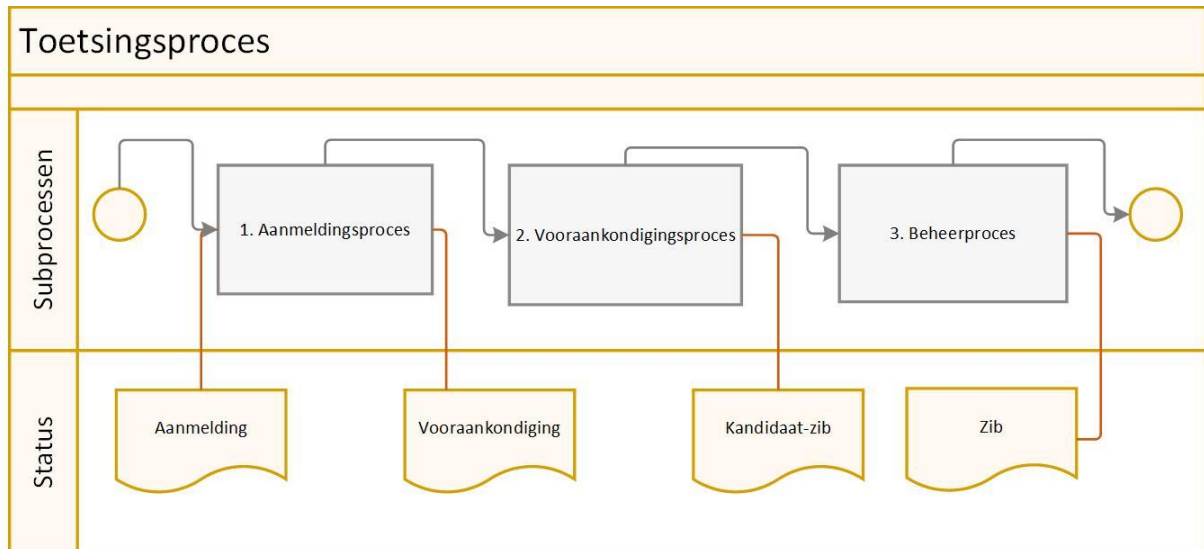 Toetsingsproces
Subprocessen
1. Aanmeldingsproces
2. Vooraankondigingsproces
3. Beheerproces
Status
Aanmelding
Vooraankondiging
Kandidaat-zib
Zib